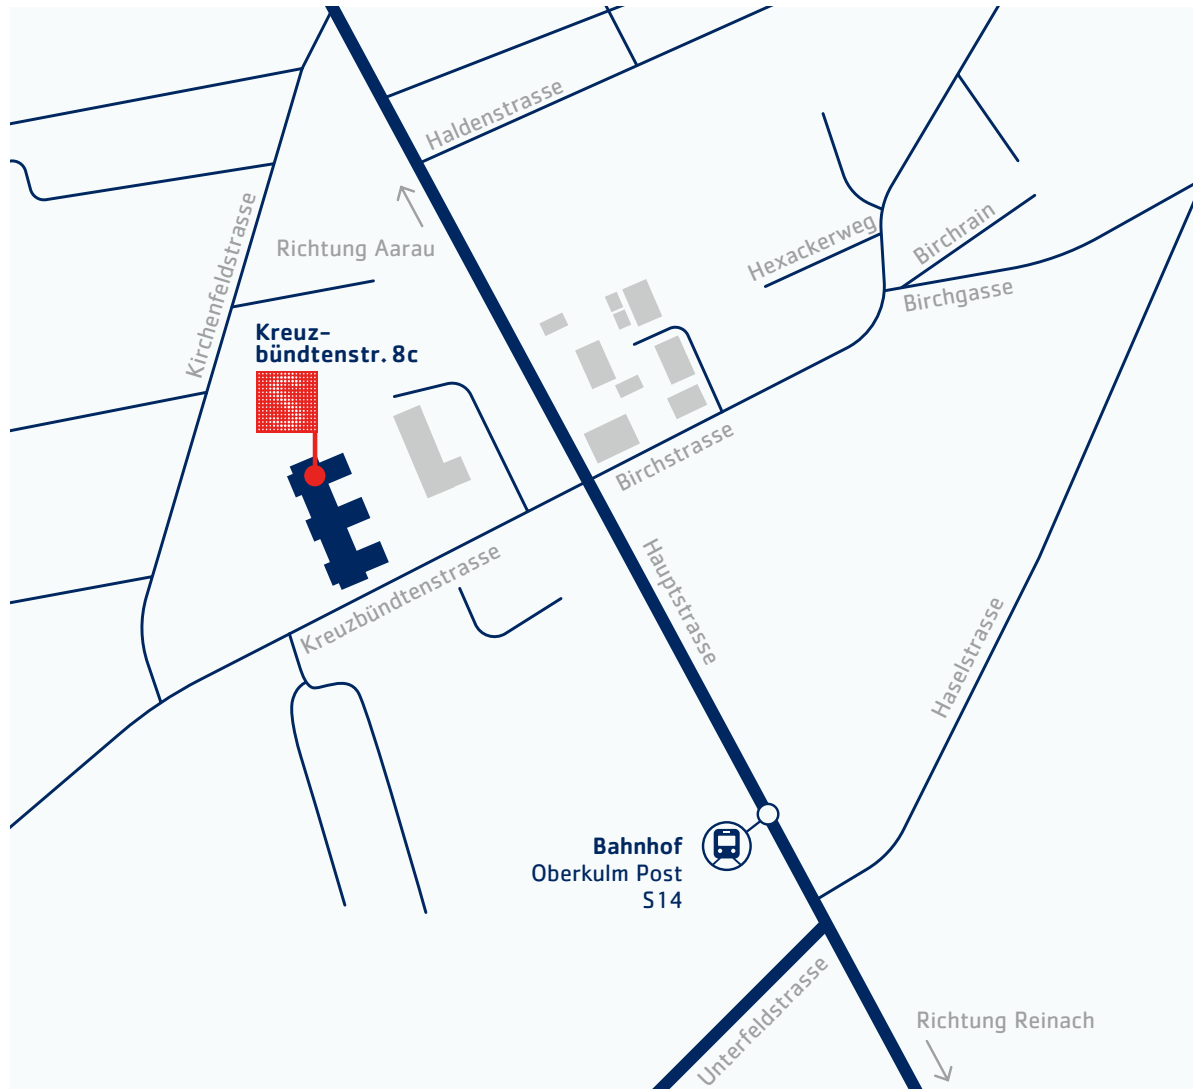 Haldenstrasse
Kirchenfeldstrasse
Richtung Aarau
Hexackerweg
Birchrain
Birchgasse
Kreuz-
bündtenstr. 8c
Birchstrasse
Kreuzbündtenstrasse
Hauptstrasse
Haselstrasse
Bahnhof
Oberkulm Post
S14
Unterfeldstrasse
Richtung Reinach